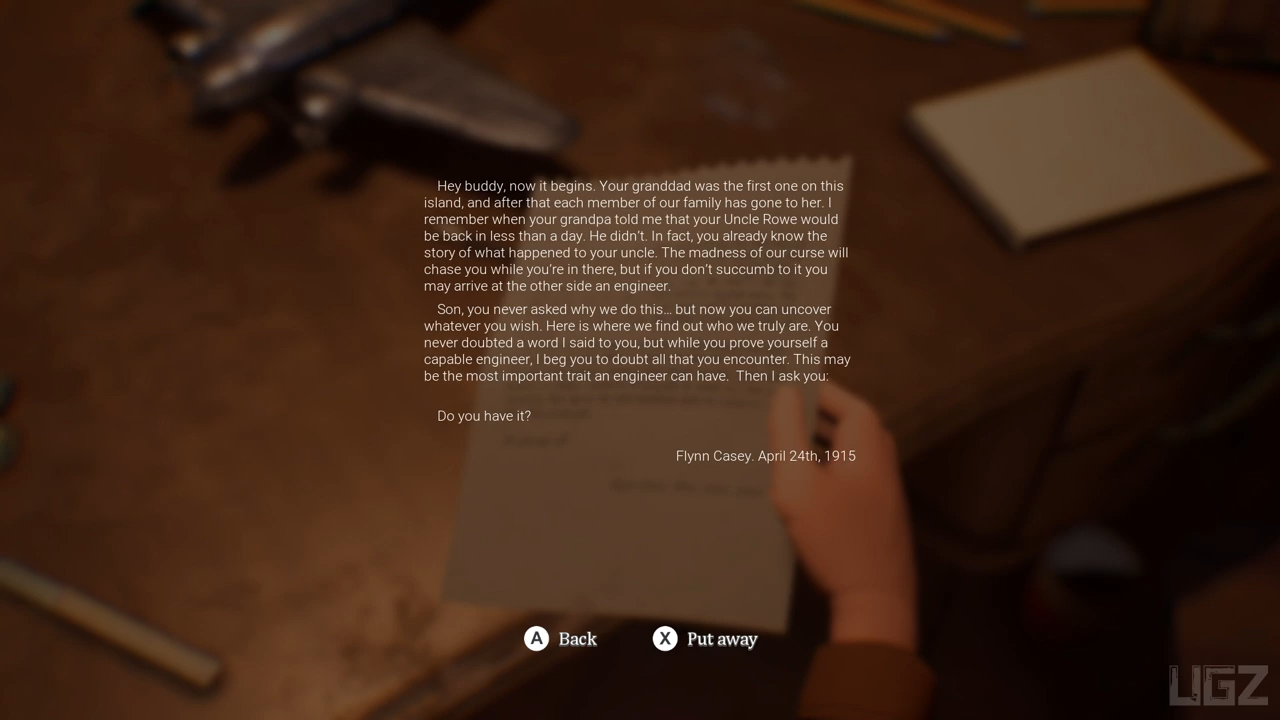 Hey buddy, now it begins. Your granddad was the first one on this
island, and after that each member of our family has gone to her. I
remember when your grandpa told me that your Uncle Rowe would
be back in less than a day. He didn't. In fact, you already know the
story of what happened to your uncle. The madness of our curse will
chase you while you're in there, but if you don't succumb to it you
may arrive at the other side an engineer.
Son, you never asked why we do this... but now you can uncover
whatever you wish. Here is where we find out who we truly are. You
never doubted a word I said to you, but while you prove yourself a
capable engineer, I beg you to doubt all that you encounter. This may
be the most important trait an engineer can have.  Then I ask you:
Do you have it?
Flynn Casey. April 24th, 1915
A Back X Put away
UGZ